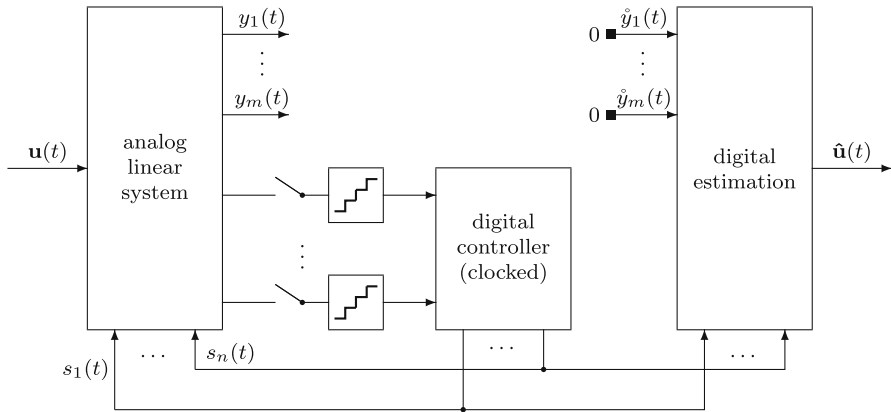 y₁(t)
⋮
yₘ(t)
u(t)
analog
linear
system
⋮
digital
controller
(clocked)
0
ẙ₁(t)
⋮
0
ẙₘ(t)
digital
estimation
û(t)
s₁(t)
⋯
sₙ(t)
⋯
⋯